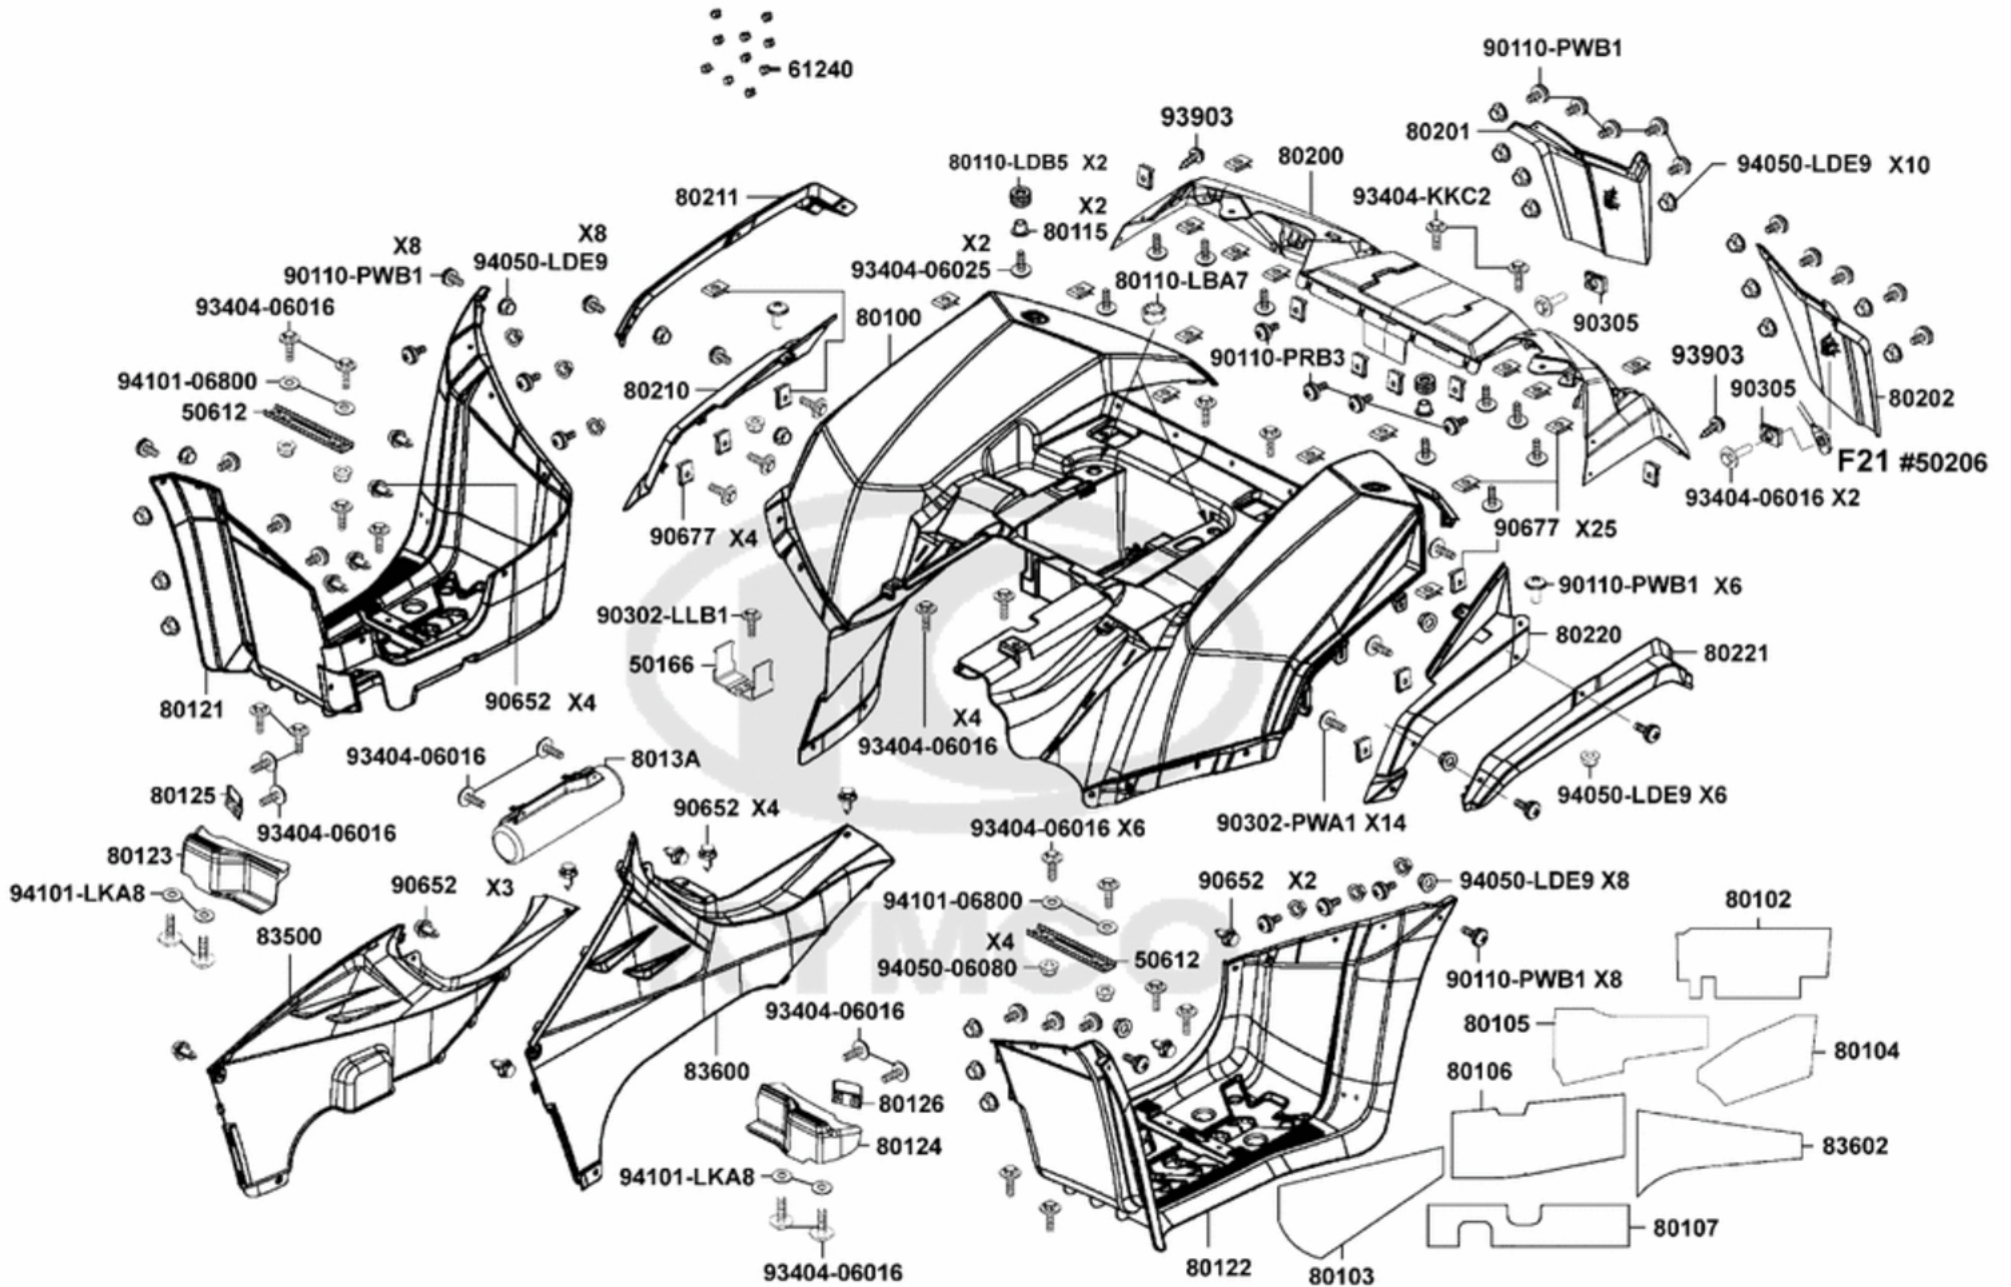 61240
90110-PWB1
93903
80201
80110-LDB5 X2
80200
94050-LDE9 X10
80211
93404-KKC2
X2
80115
X8
X8
X2
90110-PWB1
94050-LDE9
93404-06025
80110-LBA7
93404-06016
80100
90305
90110-PRB3
93903
94101-06800
80210
90305
80202
50612
F21 #50206
93404-06016 X2
90677 X4
90677 X25
90110-PWB1 X6
90302-LLB1
80220
80221
50166
90652 X4
80121
X4
93404-06016
93404-06016
8013A
80125
90652 X4
94050-LDE9 X6
93404-06016
93404-06016 X6
90302-PWA1 X14
80123
90652 X3
90652 X2
94050-LDE9 X8
94101-LKA8
94101-06800
80102
83500
X4
94050-06080
50612
90110-PWB1 X8
93404-06016
80105
80104
83600
80106
80126
80124
83602
94101-LKA8
80107
93404-06016
80122
80103
KYMCO